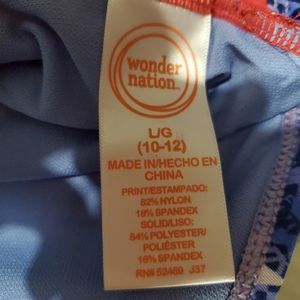 wonder
nation™
L/G
(10-12)
MADE IN/HECHO EN
CHINA
PRINT/ESTAMPADO:
82% NYLON
18% SPANDEX
SOLID/LISO:
84% POLYESTER/
POLIÉSTER
16% SPANDEX
RN# 52469 J37